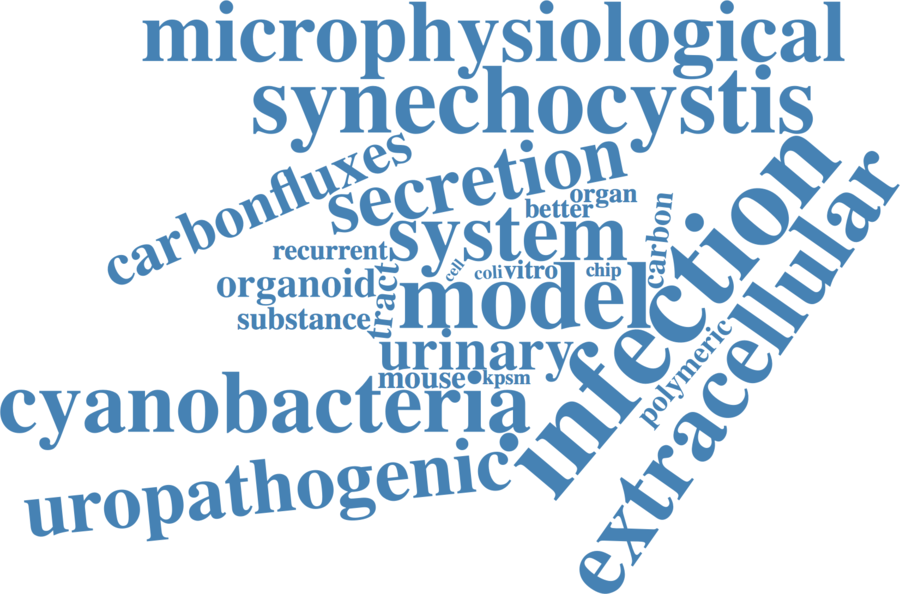 microphysiological
synechocystis
carbonfluxes
secretion
organ
better
system
carbon
infection
extracellular
recurrent
cell
coli
vitro
chip
organoid
tract
model
substance
urinary
polymeric
mouse
kpsm
cyanobacteria
uropathogenic